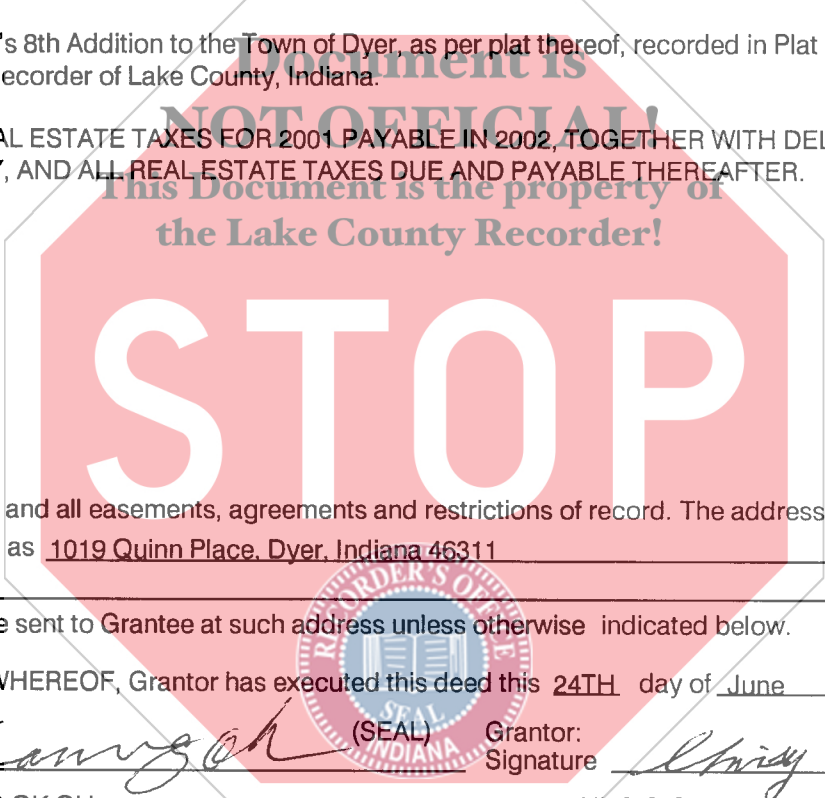 's 8th Addition to the Town of Dyer, as per plat thereof, recorded in Plat
Document is
ecorder of Lake County, Indiana.
NOT OFFICIAL!
AL ESTATE TAXES FOR 2001 PAYABLE IN 2002, TOGETHER WITH DEL
, AND ALL REAL ESTATE TAXES DUE AND PAYABLE THEREAFTER.
This Document is the property of
the Lake County Recorder!
STOP
and all easements, agreements and restrictions of record. The address
as 1019 Quinn Place, Dyer, Indiana 46311
RECORDER'S OFFICE
SEAL
INDIANA
e sent to Grantee at such address unless otherwise indicated below.
WHEREOF, Grantor has executed this deed this 24TH day of June
(SEAL) Grantor:
Signature